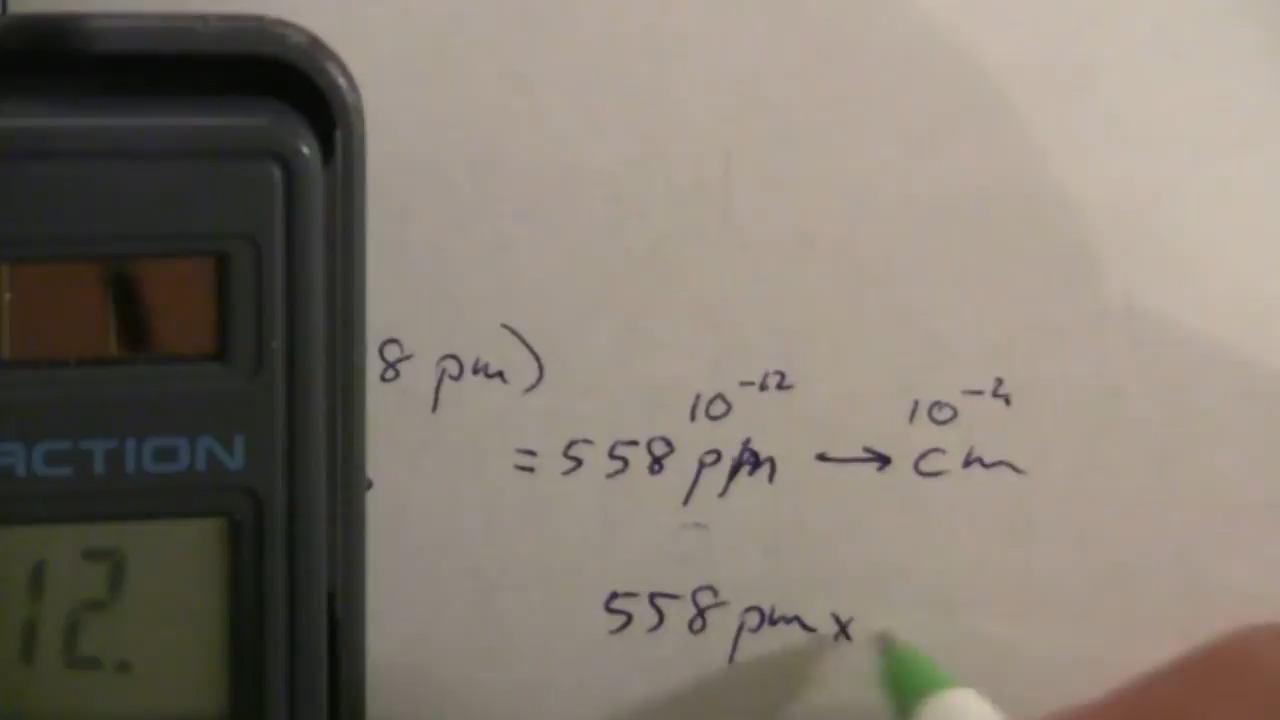 8 pm)
ACTION
10⁻¹² 10⁻²
= 558 pm → cm
12.
558 pm x